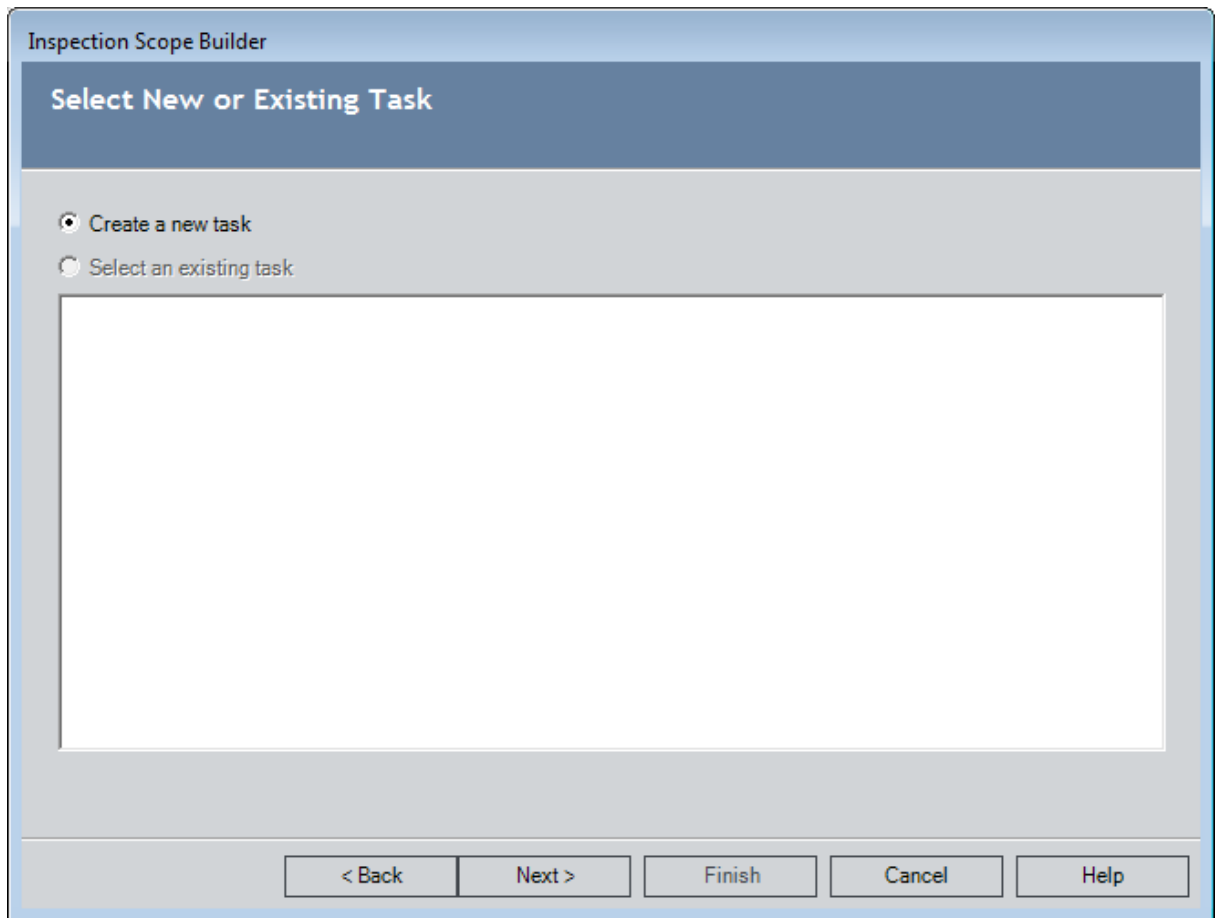 Inspection Scope Builder
Select New or Existing Task
Create a new task
Select an existing task
< Back Next > Finish Cancel Help